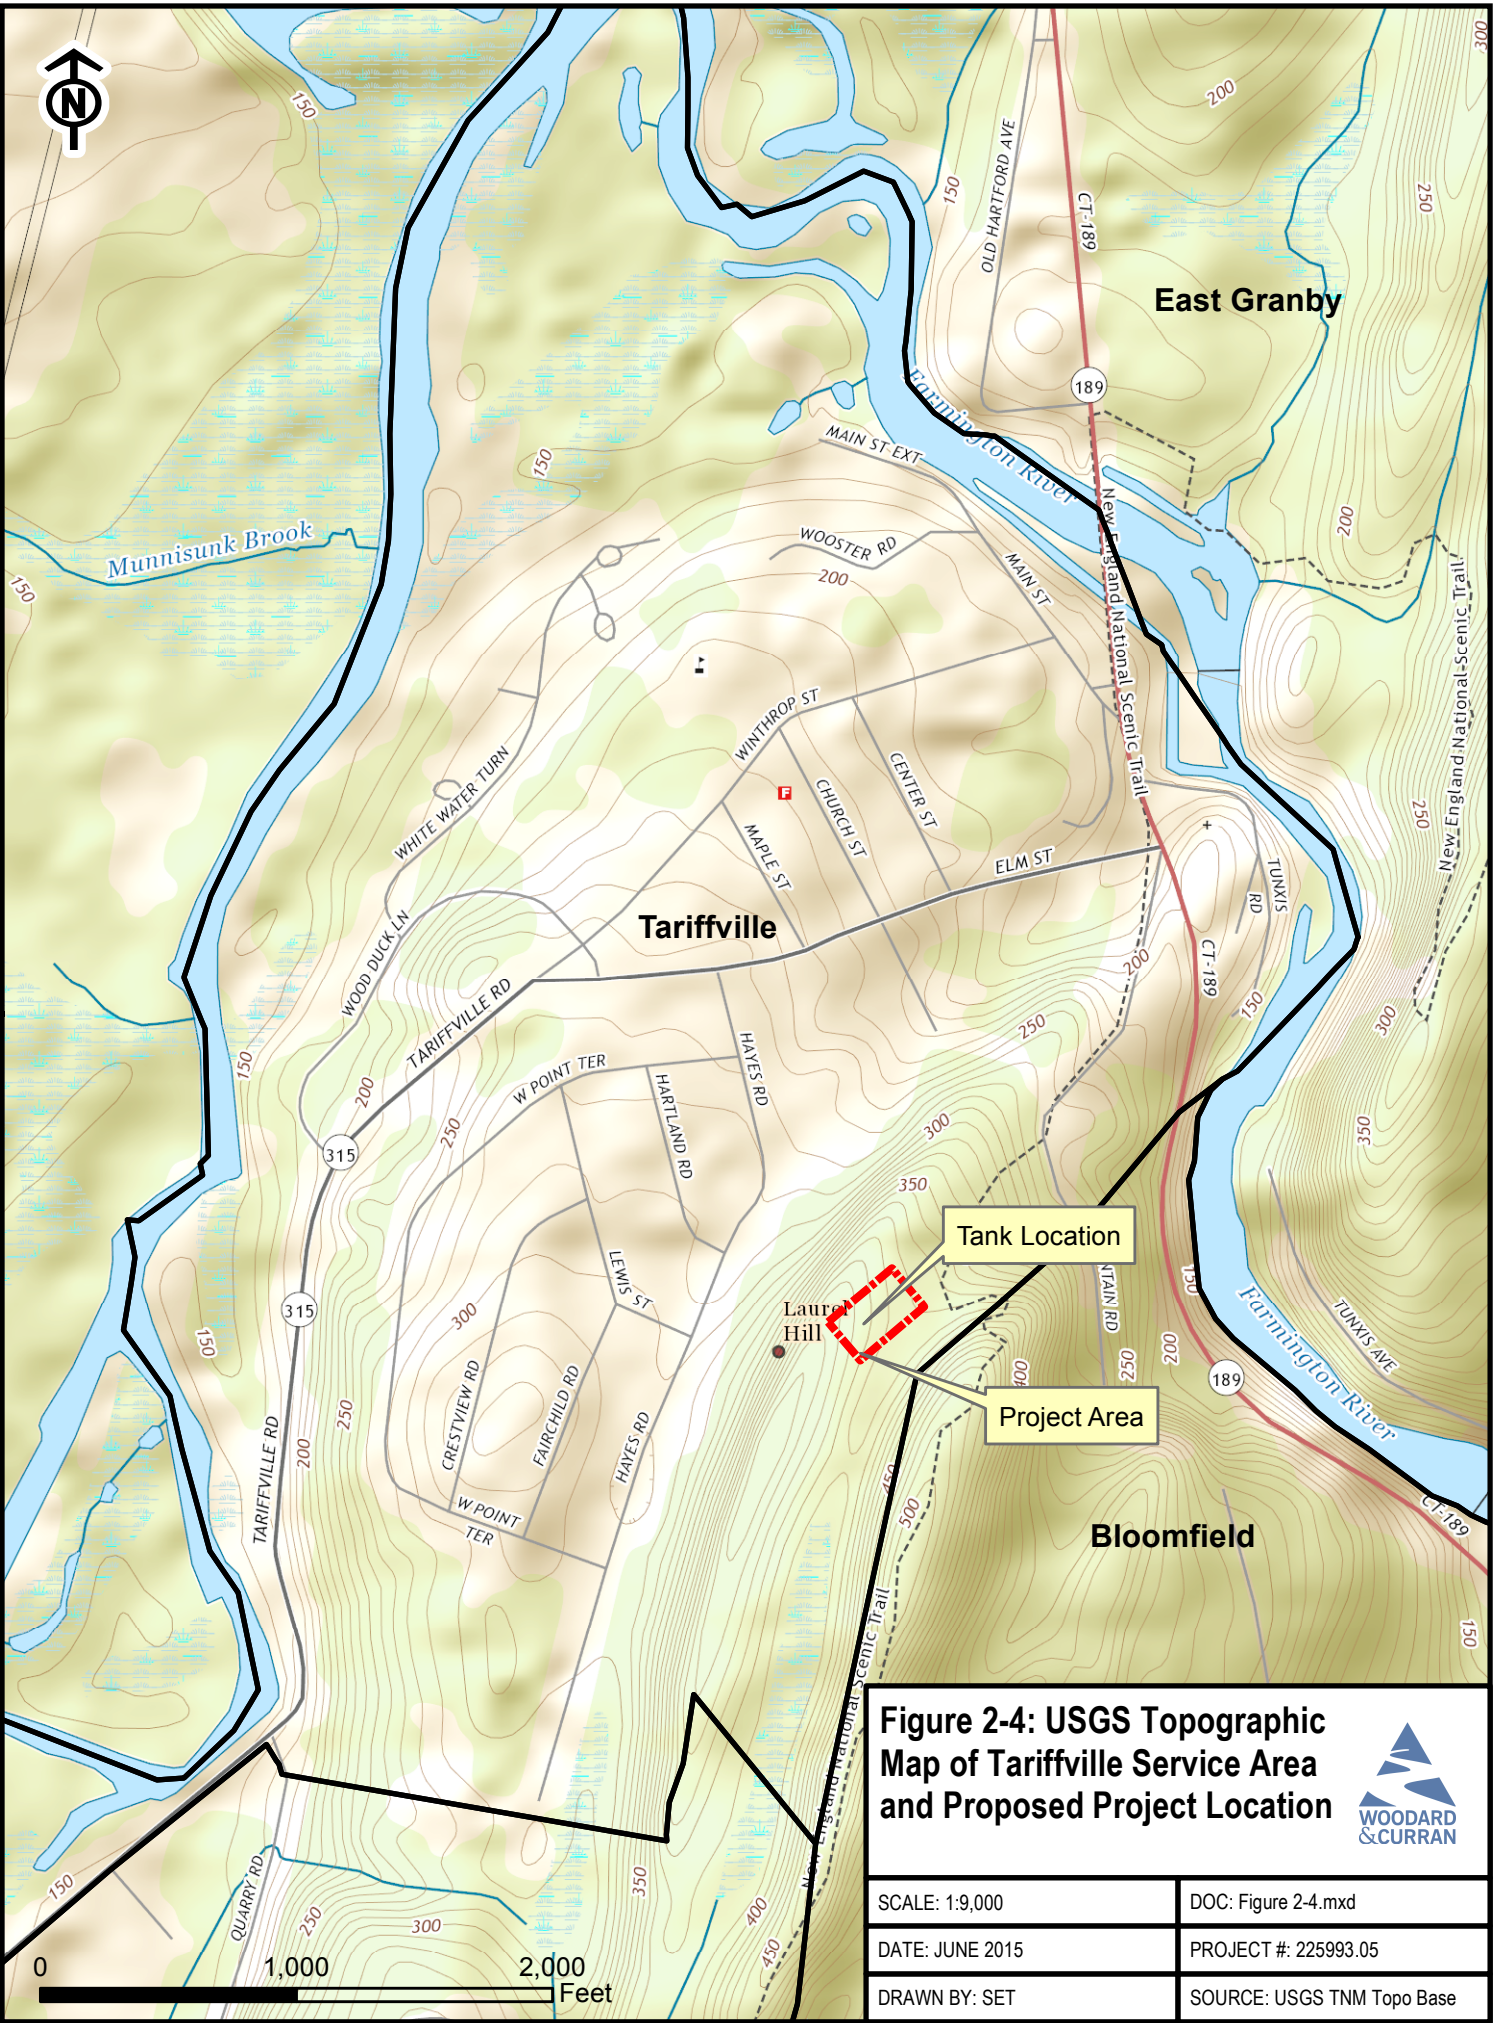 N
150
200
300
OLD HARTFORD AVE
150
CT-189
250
East Granby
189
Farmington River
MAIN ST EXT
150
200
Munnisunk Brook
150
WOOSTER RD
200
MAIN ST
New England National Scenic Trail
New England National Scenic Trail
WINTHROP ST
WHITE WATER TURN
F
CHURCH ST
CENTER ST
MAPLE ST
ELM ST
250
TUNXIS
RD
Tariffville
WOOD DUCK LN
TARIFFVILLE RD
200
CT-189
150
250
300
150
200
HAYES RD
W POINT TER
HARTLAND RD
250
300
350
315
350
Tank Location
LEWIS ST
Laurel
Hill
NTAIN RD
150
Farmington River
TUNXIS AVE
315
300
150
CRESTVIEW RD
FAIRCHILD RD
HAYES RD
400
250
200
189
Project Area
250
200
TARIFFVILLE RD
450
500
W POINT
TER
CT-189
Bloomfield
150
New England National Scenic Trail
150
QUARRY RD
250
300
350
400
450
0
1,000
2,000
Feet
Figure 2-4: USGS Topographic
Map of Tariffville Service Area
and Proposed Project Location
WOODARD
&CURRAN
SCALE: 1:9,000
DOC: Figure 2-4.mxd
DATE: JUNE 2015
PROJECT #: 225993.05
DRAWN BY: SET
SOURCE: USGS TNM Topo Base